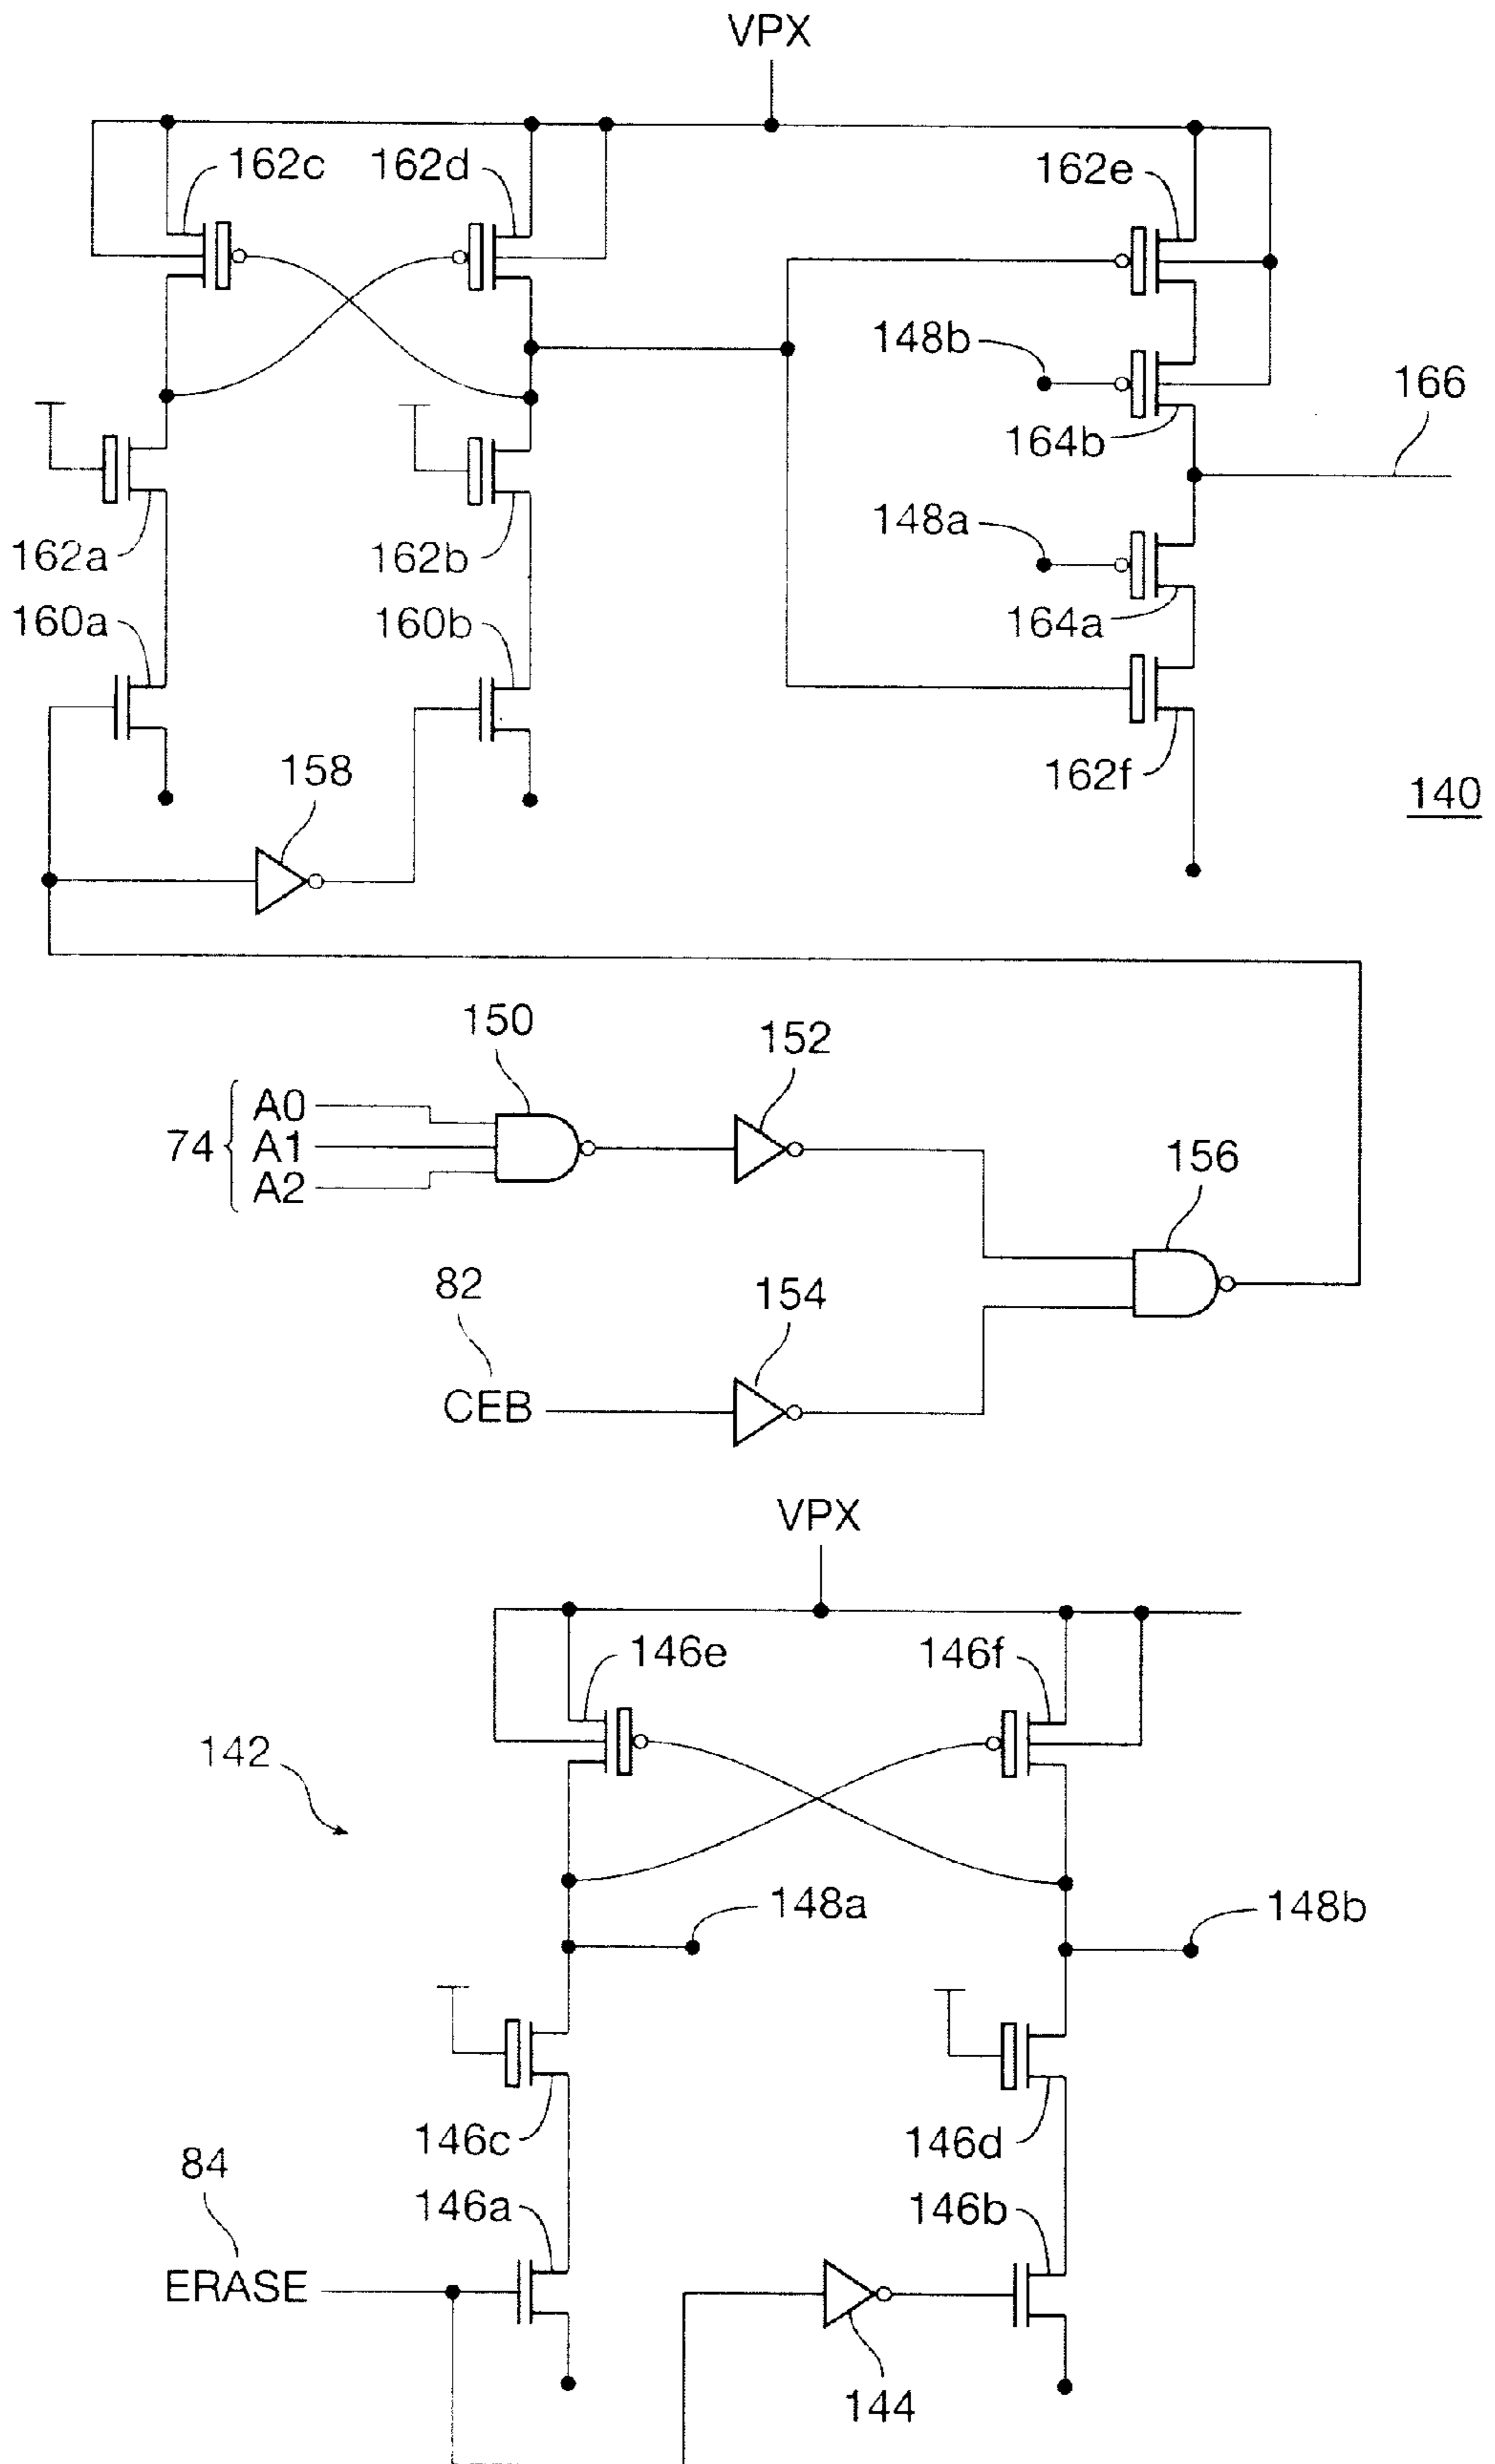 VPX
162c
162d
162e
148b
166
164b
148a
162a
162b
164a
160a
160b
158
162f
140
150
152
A0
74
A1
A2
156
82
154
CEB
VPX
146e
146f
142
148a
148b
146c
146d
84
146a
146b
ERASE
144